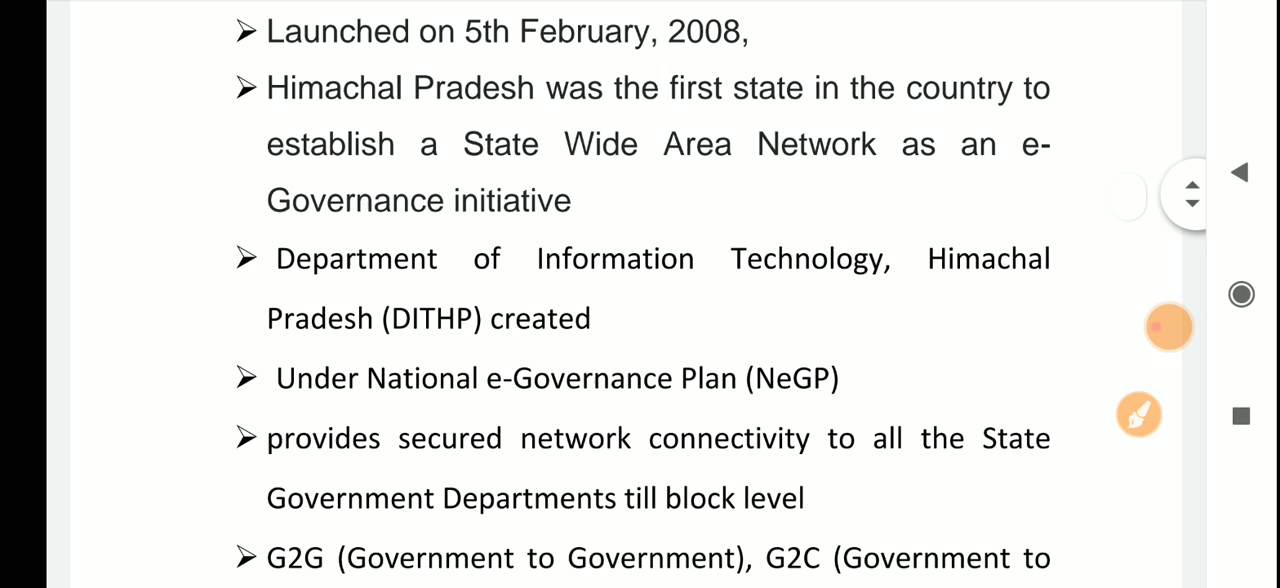 ➢ Launched on 5th February, 2008,
➢ Himachal Pradesh was the first state in the country to
establish a State Wide Area Network as an e-
Governance initiative
➢ Department of Information Technology, Himachal
Pradesh (DITHP) created
➢ Under National e-Governance Plan (NeGP)
➢ provides secured network connectivity to all the State
Government Departments till block level
➢ G2G (Government to Government), G2C (Government to